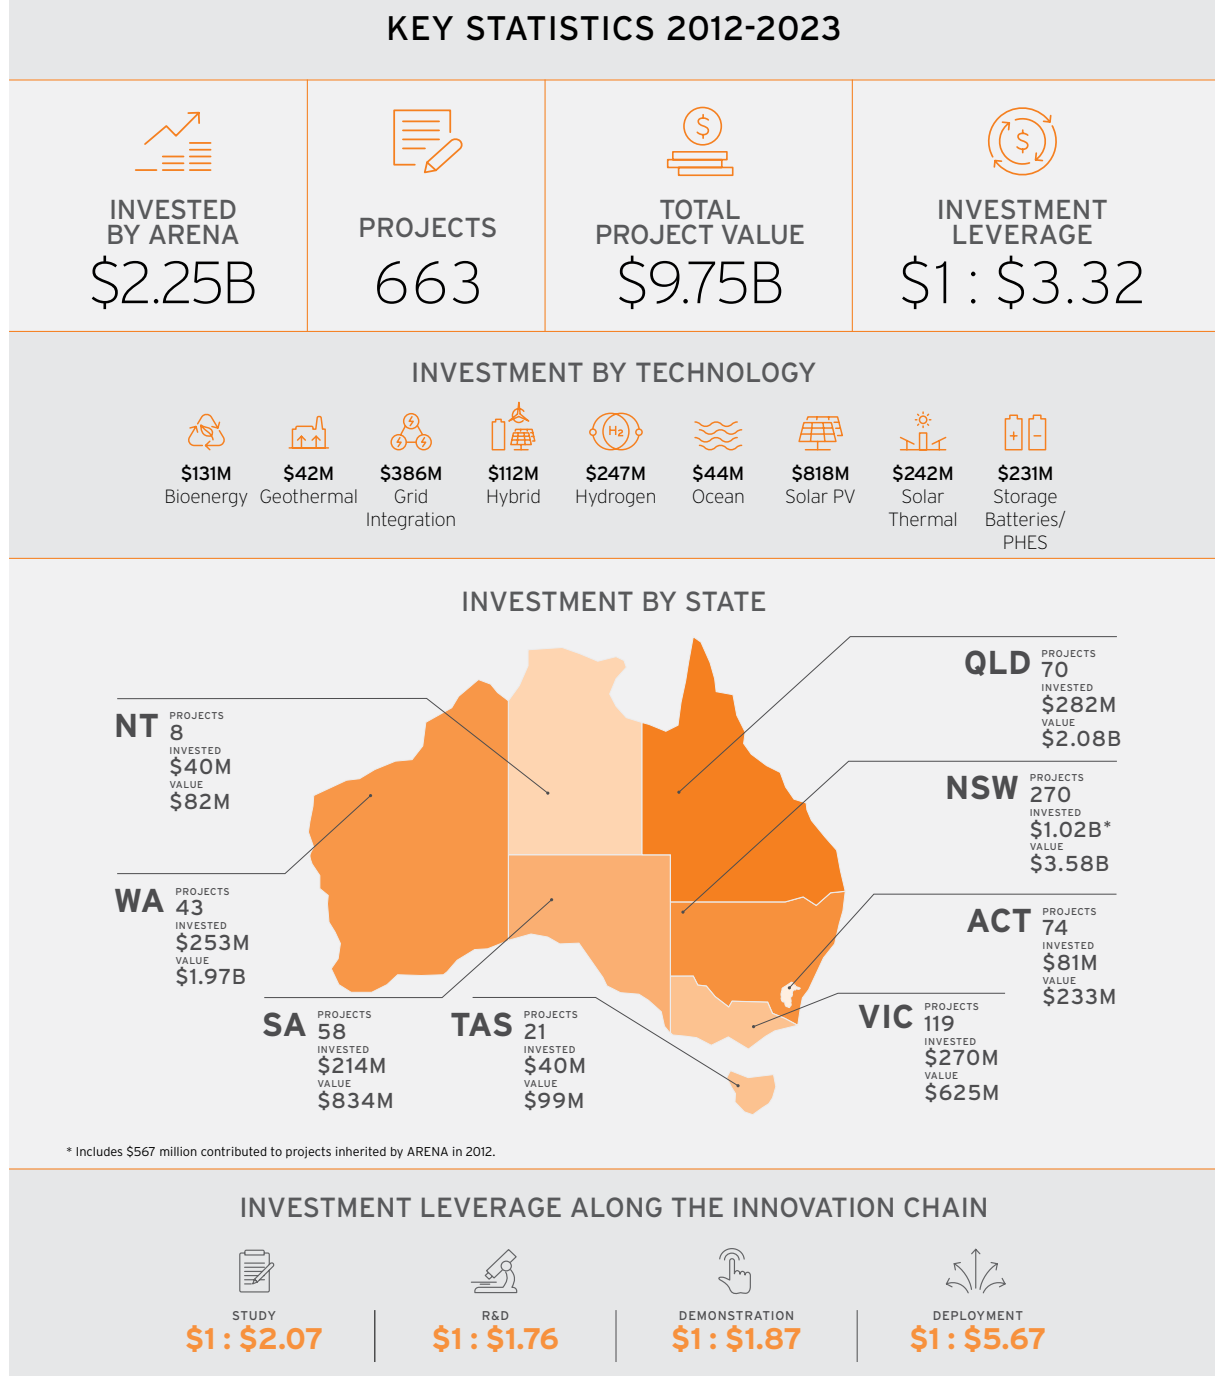 KEY STATISTICS 2012-2023
INVESTED
BY ARENA
$2.25B
PROJECTS
663
TOTAL
PROJECT VALUE
$9.75B
INVESTMENT
LEVERAGE
$1 : $3.32
INVESTMENT BY TECHNOLOGY
$131M
Bioenergy
$42M
Geothermal
$386M
Grid
Integration
$112M
Hybrid
H2
$247M
Hydrogen
$44M
Ocean
$818M
Solar PV
$242M
Solar
Thermal
$231M
Storage
Batteries/
PHES
INVESTMENT BY STATE
NT
PROJECTS
8
INVESTED
$40M
VALUE
$82M
WA
PROJECTS
43
INVESTED
$253M
VALUE
$1.97B
SA
PROJECTS
58
INVESTED
$214M
VALUE
$834M
TAS
PROJECTS
21
INVESTED
$40M
VALUE
$99M
QLD
PROJECTS
70
INVESTED
$282M
VALUE
$2.08B
NSW
PROJECTS
270
INVESTED
$1.02B*
VALUE
$3.58B
ACT
PROJECTS
74
INVESTED
$81M
VALUE
$233M
VIC
PROJECTS
119
INVESTED
$270M
VALUE
$625M
* Includes $567 million contributed to projects inherited by ARENA in 2012.
INVESTMENT LEVERAGE ALONG THE INNOVATION CHAIN
STUDY
$1 : $2.07
R&D
$1 : $1.76
DEMONSTRATION
$1 : $1.87
DEPLOYMENT
$1 : $5.67